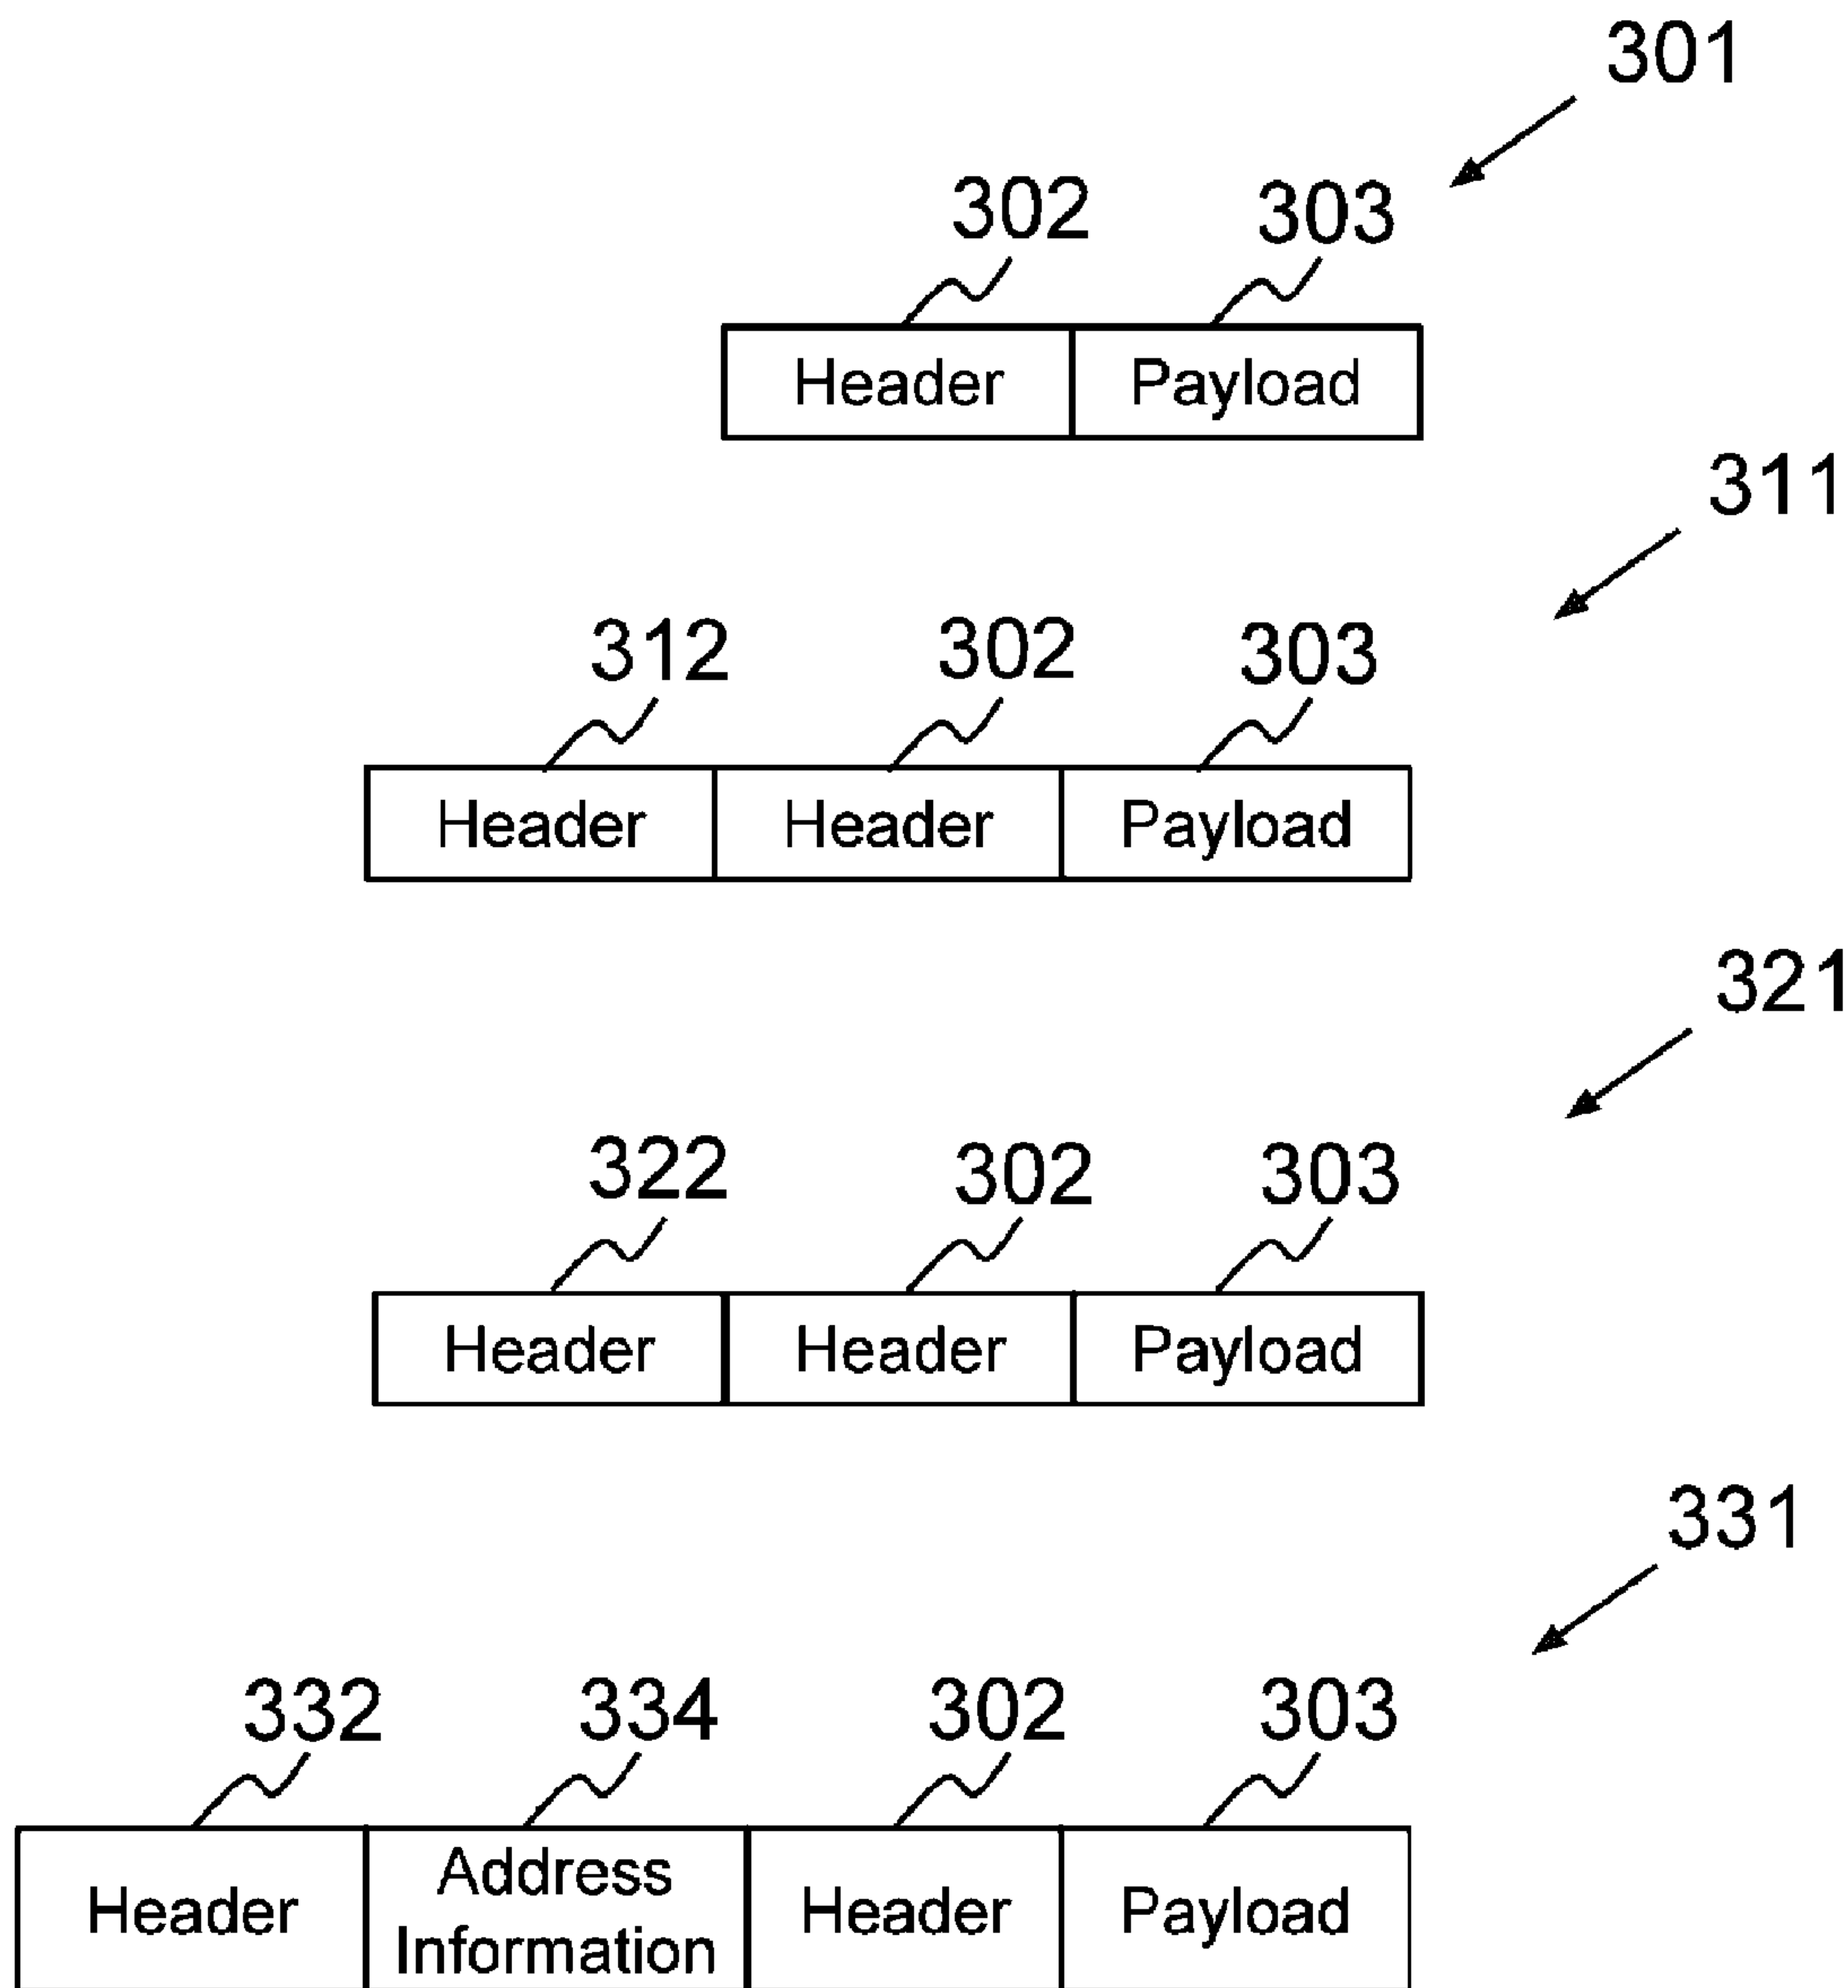 301
302 303
Header Payload
311
312 302 303
Header Header Payload
321
322 302 303
Header Header Payload
331
332 334 302 303
Header Address Information Header Payload